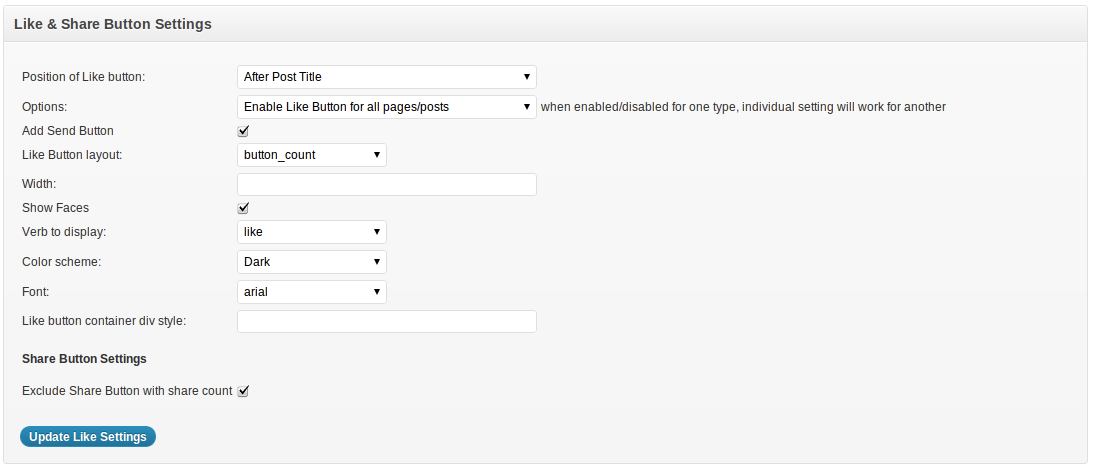 Like & Share Button Settings
Position of Like button: After Post Title
Options: Enable Like Button for all pages/posts when enabled/disabled for one type, individual setting will work for another
Add Send Button
Like Button layout: button_count
Width:
Show Faces
Verb to display: like
Color scheme: Dark
Font: arial
Like button container div style:
Share Button Settings
Exclude Share Button with share count
Update Like Settings